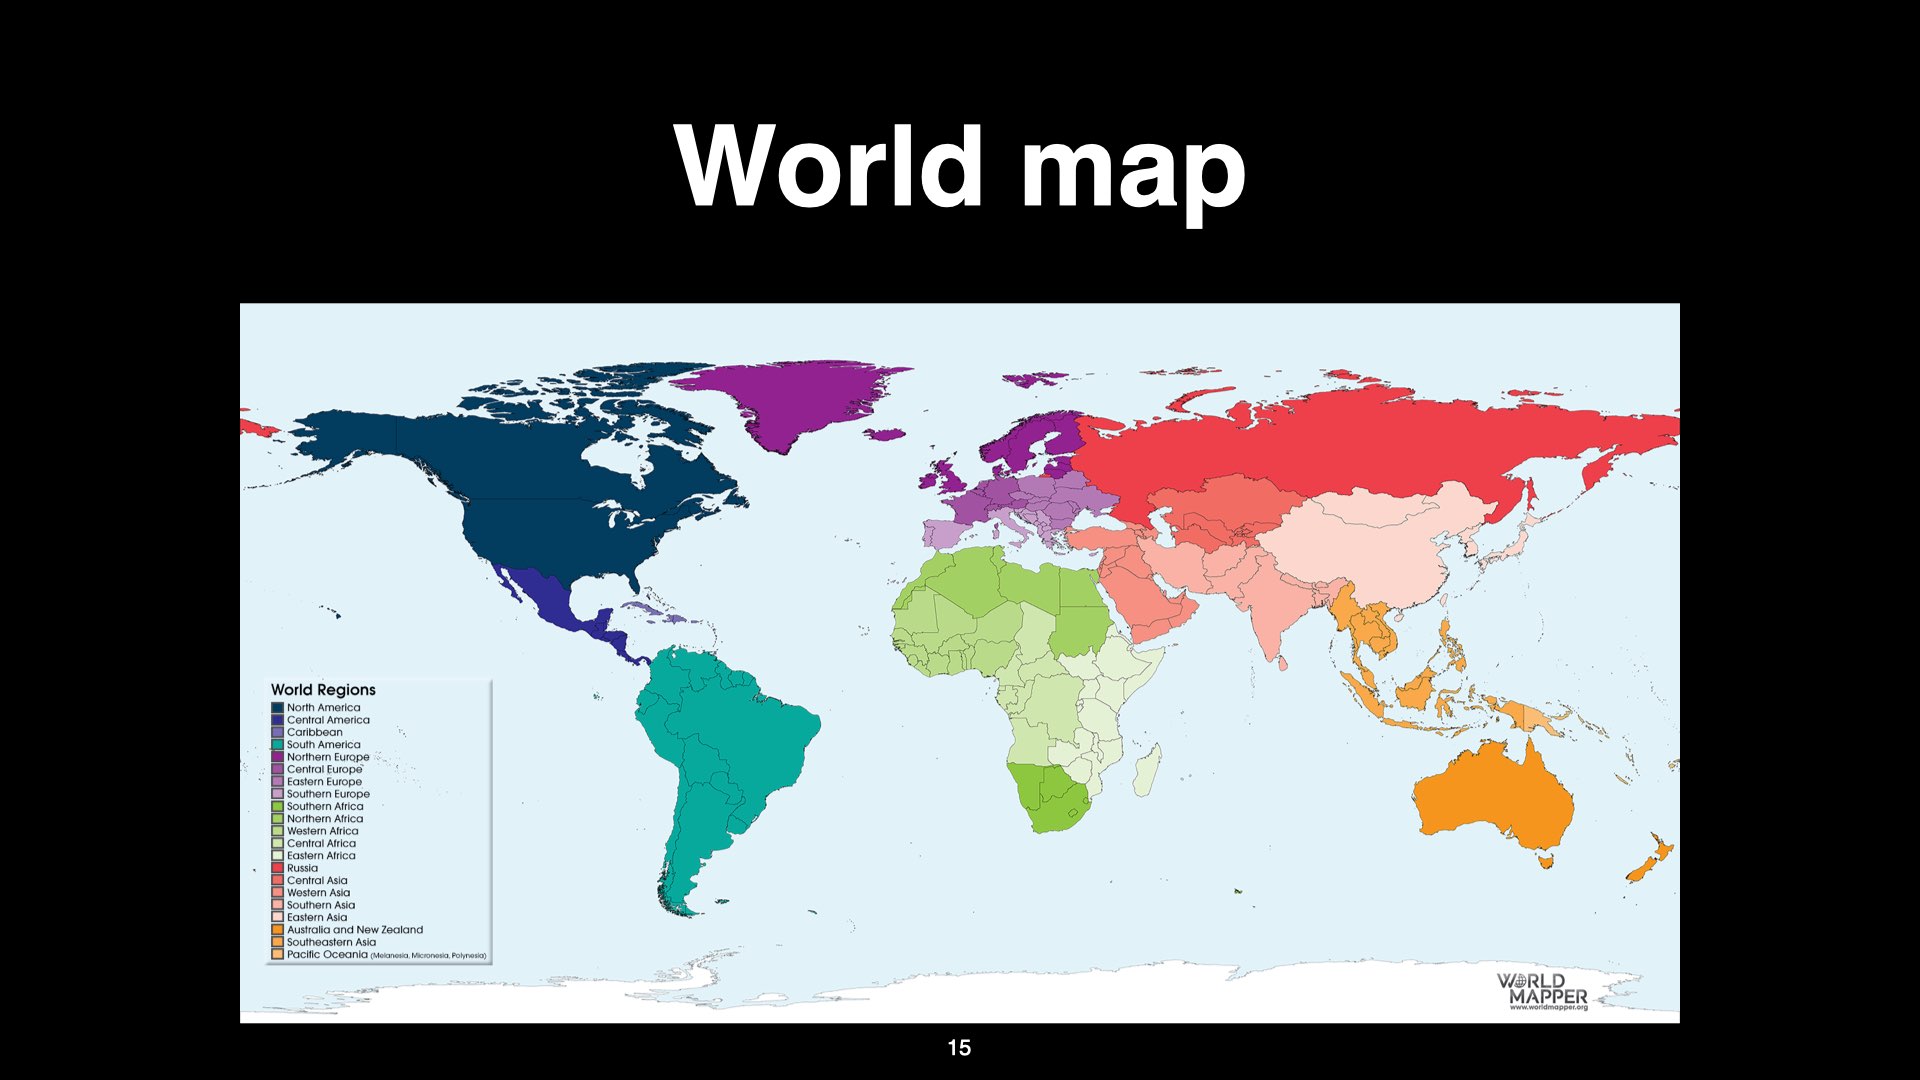 World map
World Regions
North America
Central America
Caribbean
South America
Northern Europe
Central Europe
Eastern Europe
Southern Europe
Southern Africa
Northern Africa
Western Africa
Central Africa
Eastern Africa
Russia
Central Asia
Western Asia
Southern Asia
Eastern Asia
Australia and New Zealand
Southeastern Asia
Pacific Oceania (Melanesia, Micronesia, Polynesia)
WORLD
MAPPER
www.worldmapper.org
15